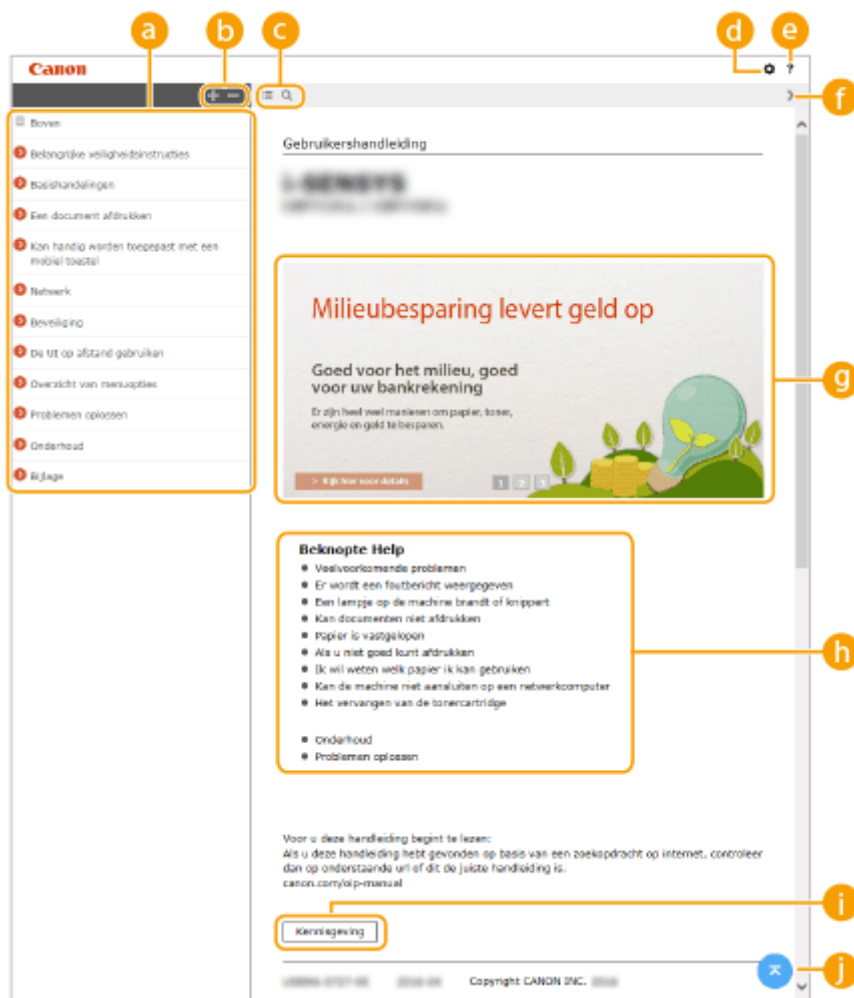 a b c d e
Canon
?
f
Boven
Belangrijke veiligheidsinstructies
Basishandelingen
Een document afdrukken
Kan handig worden toegepast met een
mobiel toestel
Netwerk
Beveiliging
De UI op afstand gebruiken
Overzicht van menuopties
Problemen oplossen
Onderhoud
Bijlage
Gebruikershandleiding
i-SENSYS
Milieubesparing levert geld op
Goed voor het milieu, goed
voor uw bankrekening
Er zijn heel veel manieren om papier, toner,
energie en geld te besparen.
> Kijk hier voor details
1 2 3
g
Beknopte Help
Veelvoorkomende problemen
Er wordt een foutbericht weergegeven
Een lampje op de machine brandt of knippert
Kan documenten niet afdrukken
Papier is vastgelopen
Als u niet goed kunt afdrukken
Ik wil weten welk papier ik kan gebruiken
Kan de machine niet aansluiten op een netwerkcomputer
Het vervangen van de tonercartridge
Onderhoud
Problemen oplossen
h
Voor u deze handleiding begint te lezen:
Als u deze handleiding hebt gevonden op basis van een zoekopdracht op internet, controleer
dan op onderstaande url of dit de juiste handleiding is.
canon.com/oip-manual
i
Kennisgeving
Copyright CANON INC.
j